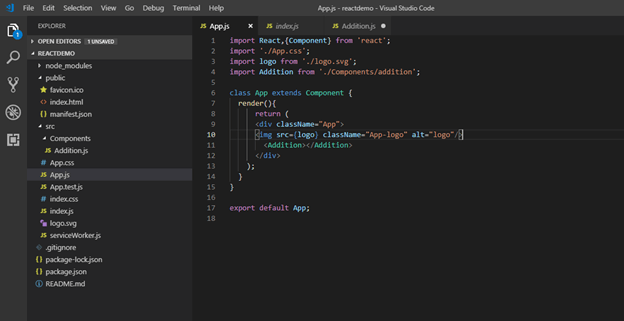 File Edit Selection View Go Debug Terminal Help
App.js - reactdemo - Visual Studio Code
EXPLORER
OPEN EDITORS 1 UNSAVED
REACTDEMO
node_modules
public
favicon.ico
<> index.html
{} manifest.json
src
Components
JS Addition.js
# App.css
JS App.js
JS App.test.js
# index.css
JS index.js
logo.svg
JS serviceWorker.js
.gitignore
{} package-lock.json
{} package.json
README.md
1
JS App.js ×
JS index.js
JS Addition.js ●
1 import React,{Component} from 'react';
2 import './App.css';
3 import logo from './logo.svg';
4 import Addition from './Components/addition';
5
6 class App extends Component {
7 render(){
8 return (
9 <div className="App">
10 <img src={logo} className="App-logo" alt="logo"/>
11 <Addition></Addition>
12 </div>
13 );
14 }
15 }
16
17 export default App;
18